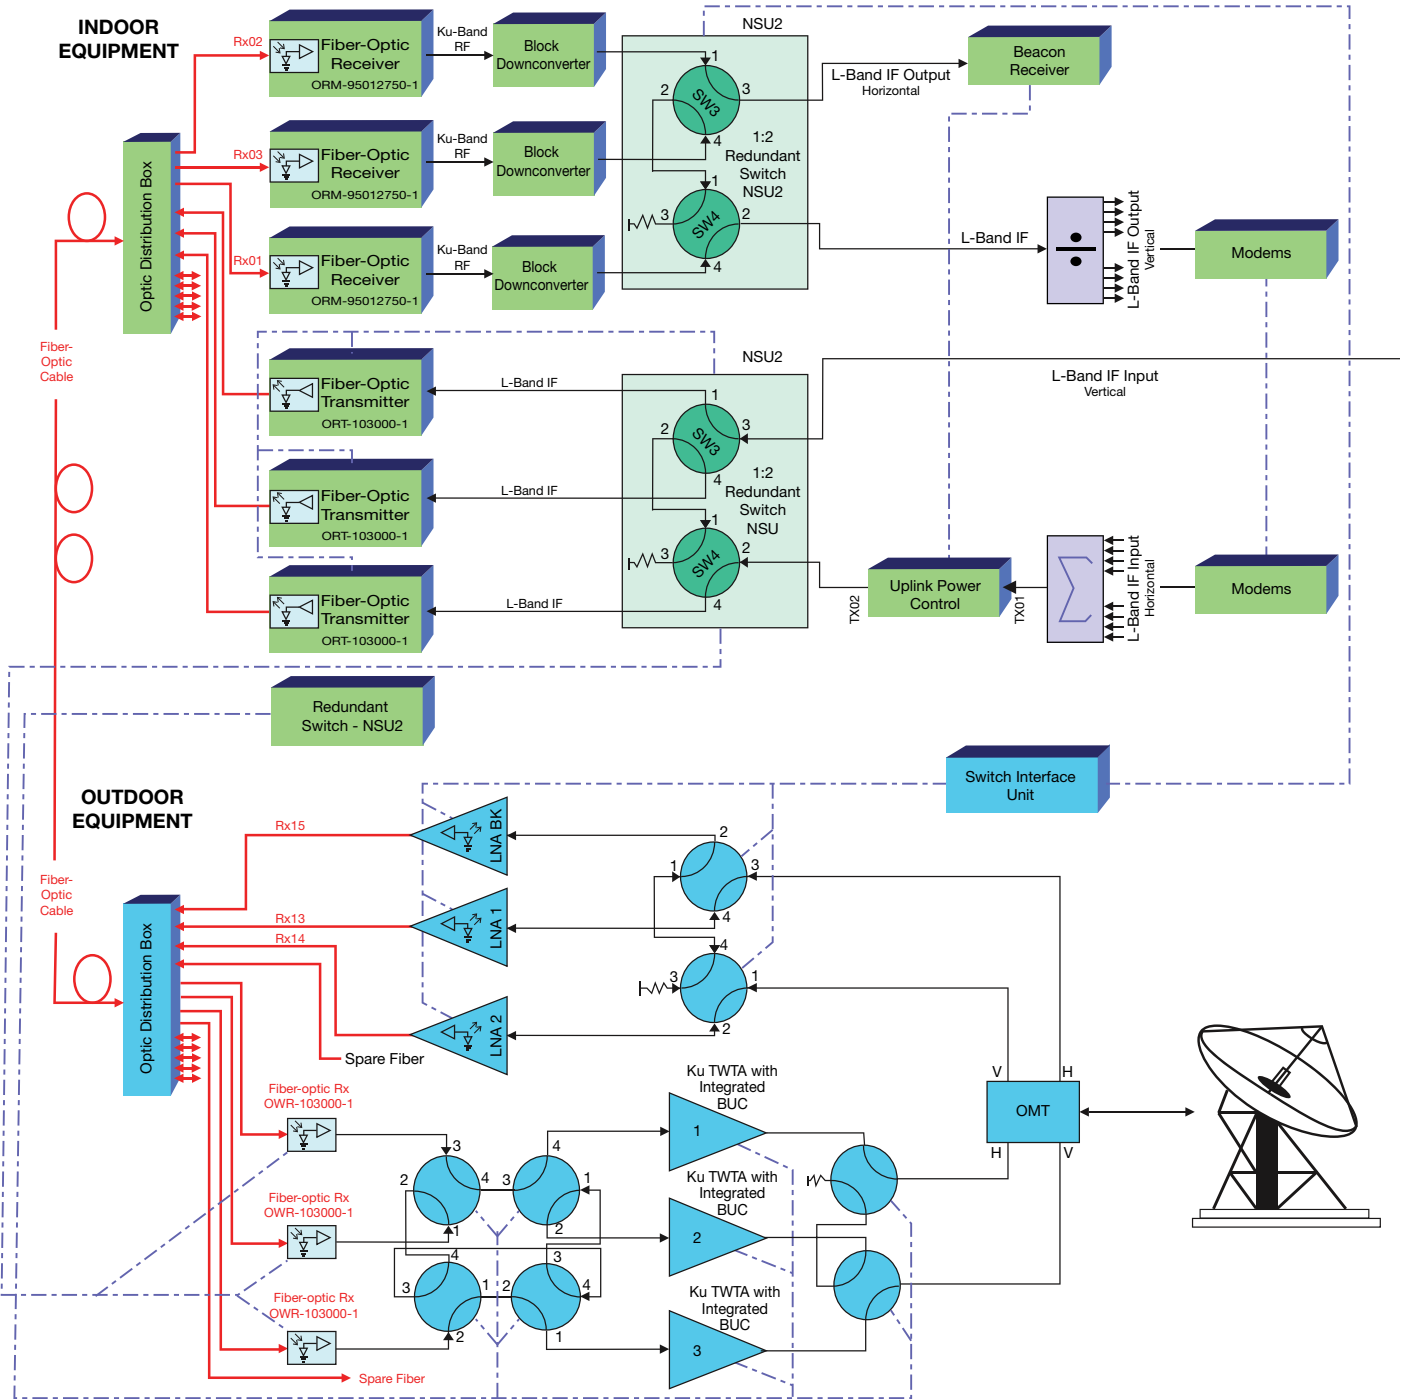 INDOOR
EQUIPMENT
Rx02
Fiber-Optic
Receiver
ORM-95012750-1
Ku-Band
RF
Block
Downconverter
NSU2
1
2
3
SW3
4
L-Band IF Output
Horizontal
Beacon
Receiver
Rx03
Fiber-Optic
Receiver
ORM-95012750-1
Ku-Band
RF
Block
Downconverter
1:2
Redundant
Switch
NSU2
1
3
2
SW4
4
Optic Distribution Box
Rx01
Fiber-Optic
Receiver
ORM-95012750-1
Ku-Band
RF
Block
Downconverter
L-Band IF
÷
L-Band IF Output
Vertical
Modems
Fiber-
Optic
Cable
Fiber-Optic
Transmitter
ORT-103000-1
L-Band IF
NSU2
1
2
3
SW3
4
L-Band IF Input
Vertical
Fiber-Optic
Transmitter
ORT-103000-1
L-Band IF
1:2
Redundant
Switch
NSU
1
3
2
SW4
4
Fiber-Optic
Transmitter
ORT-103000-1
L-Band IF
TX02
Uplink Power
Control
TX01
Σ
L-Band IF Input
Horizontal
Modems
Redundant
Switch - NSU2
Switch Interface
Unit
OUTDOOR
EQUIPMENT
Rx15
LNA BK
2
1
3
4
Fiber-
Optic
Cable
Rx13
LNA 1
Rx14
4
3
1
2
LNA 2
Optic Distribution Box
Spare Fiber
Fiber-optic Rx
OWR-103000-1
Ku TWTA with
Integrated
BUC
1
V
H
OMT
H
V
3
2
4
1
4
3
1
2
Fiber-optic Rx
OWR-103000-1
Ku TWTA with
Integrated
BUC
2
4
3
1
2
3
2
4
1
Fiber-optic Rx
OWR-103000-1
Ku TWTA with
Integrated
BUC
3
Spare Fiber